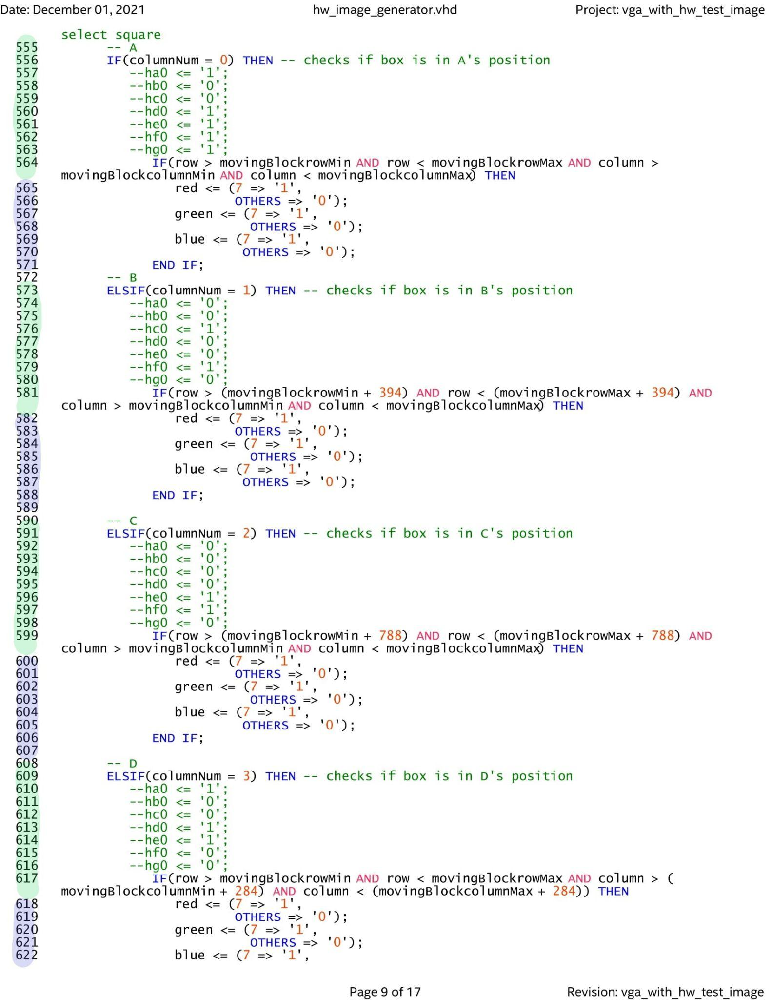 Date: December 01, 2021 hw_image_generator.vhd Project: vga_with_hw_test_image
select square
555 -- A
556 IF(columnNum = 0) THEN -- checks if box is in A's position
557 --ha0 <= '1';
558 --hb0 <= '0';
559 --hc0 <= '0';
560 --hd0 <= '1';
561 --he0 <= '1';
562 --hf0 <= '1';
563 --hg0 <= '1';
564 IF(row > movingBlockrowMin AND row < movingBlockrowMax AND column >
movingBlockcolumnMin AND column < movingBlockcolumnMax) THEN
565 red <= (7 => '1',
566 OTHERS => '0');
567 green <= (7 => '1',
568 OTHERS => '0');
569 blue <= (7 => '1',
570 OTHERS => '0');
571 END IF;
572 -- B
573 ELSIF(columnNum = 1) THEN -- checks if box is in B's position
574 --ha0 <= '0';
575 --hb0 <= '0';
576 --hc0 <= '1';
577 --hd0 <= '0';
578 --he0 <= '0';
579 --hf0 <= '1';
580 --hg0 <= '0';
581 IF(row > (movingBlockrowMin + 394) AND row < (movingBlockrowMax + 394) AND
column > movingBlockcolumnMin AND column < movingBlockcolumnMax) THEN
582 red <= (7 => '1',
583 OTHERS => '0');
584 green <= (7 => '1',
585 OTHERS => '0');
586 blue <= (7 => '1',
587 OTHERS => '0');
588 END IF;
589
590 -- C
591 ELSIF(columnNum = 2) THEN -- checks if box is in C's position
592 --ha0 <= '0';
593 --hb0 <= '0';
594 --hc0 <= '0';
595 --hd0 <= '0';
596 --he0 <= '1';
597 --hf0 <= '1';
598 --hg0 <= '0';
599 IF(row > (movingBlockrowMin + 788) AND row < (movingBlockrowMax + 788) AND
column > movingBlockcolumnMin AND column < movingBlockcolumnMax) THEN
600 red <= (7 => '1',
601 OTHERS => '0');
602 green <= (7 => '1',
603 OTHERS => '0');
604 blue <= (7 => '1',
605 OTHERS => '0');
606 END IF;
607
608 -- D
609 ELSIF(columnNum = 3) THEN -- checks if box is in D's position
610 --ha0 <= '1';
611 --hb0 <= '0';
612 --hc0 <= '0';
613 --hd0 <= '1';
614 --he0 <= '1';
615 --hf0 <= '0';
616 --hg0 <= '0';
617 IF(row > movingBlockrowMin AND row < movingBlockrowMax AND column > (
movingBlockcolumnMin + 284) AND column < (movingBlockcolumnMax + 284)) THEN
618 red <= (7 => '1',
619 OTHERS => '0');
620 green <= (7 => '1',
621 OTHERS => '0');
622 blue <= (7 => '1',
Page 9 of 17 Revision: vga_with_hw_test_image